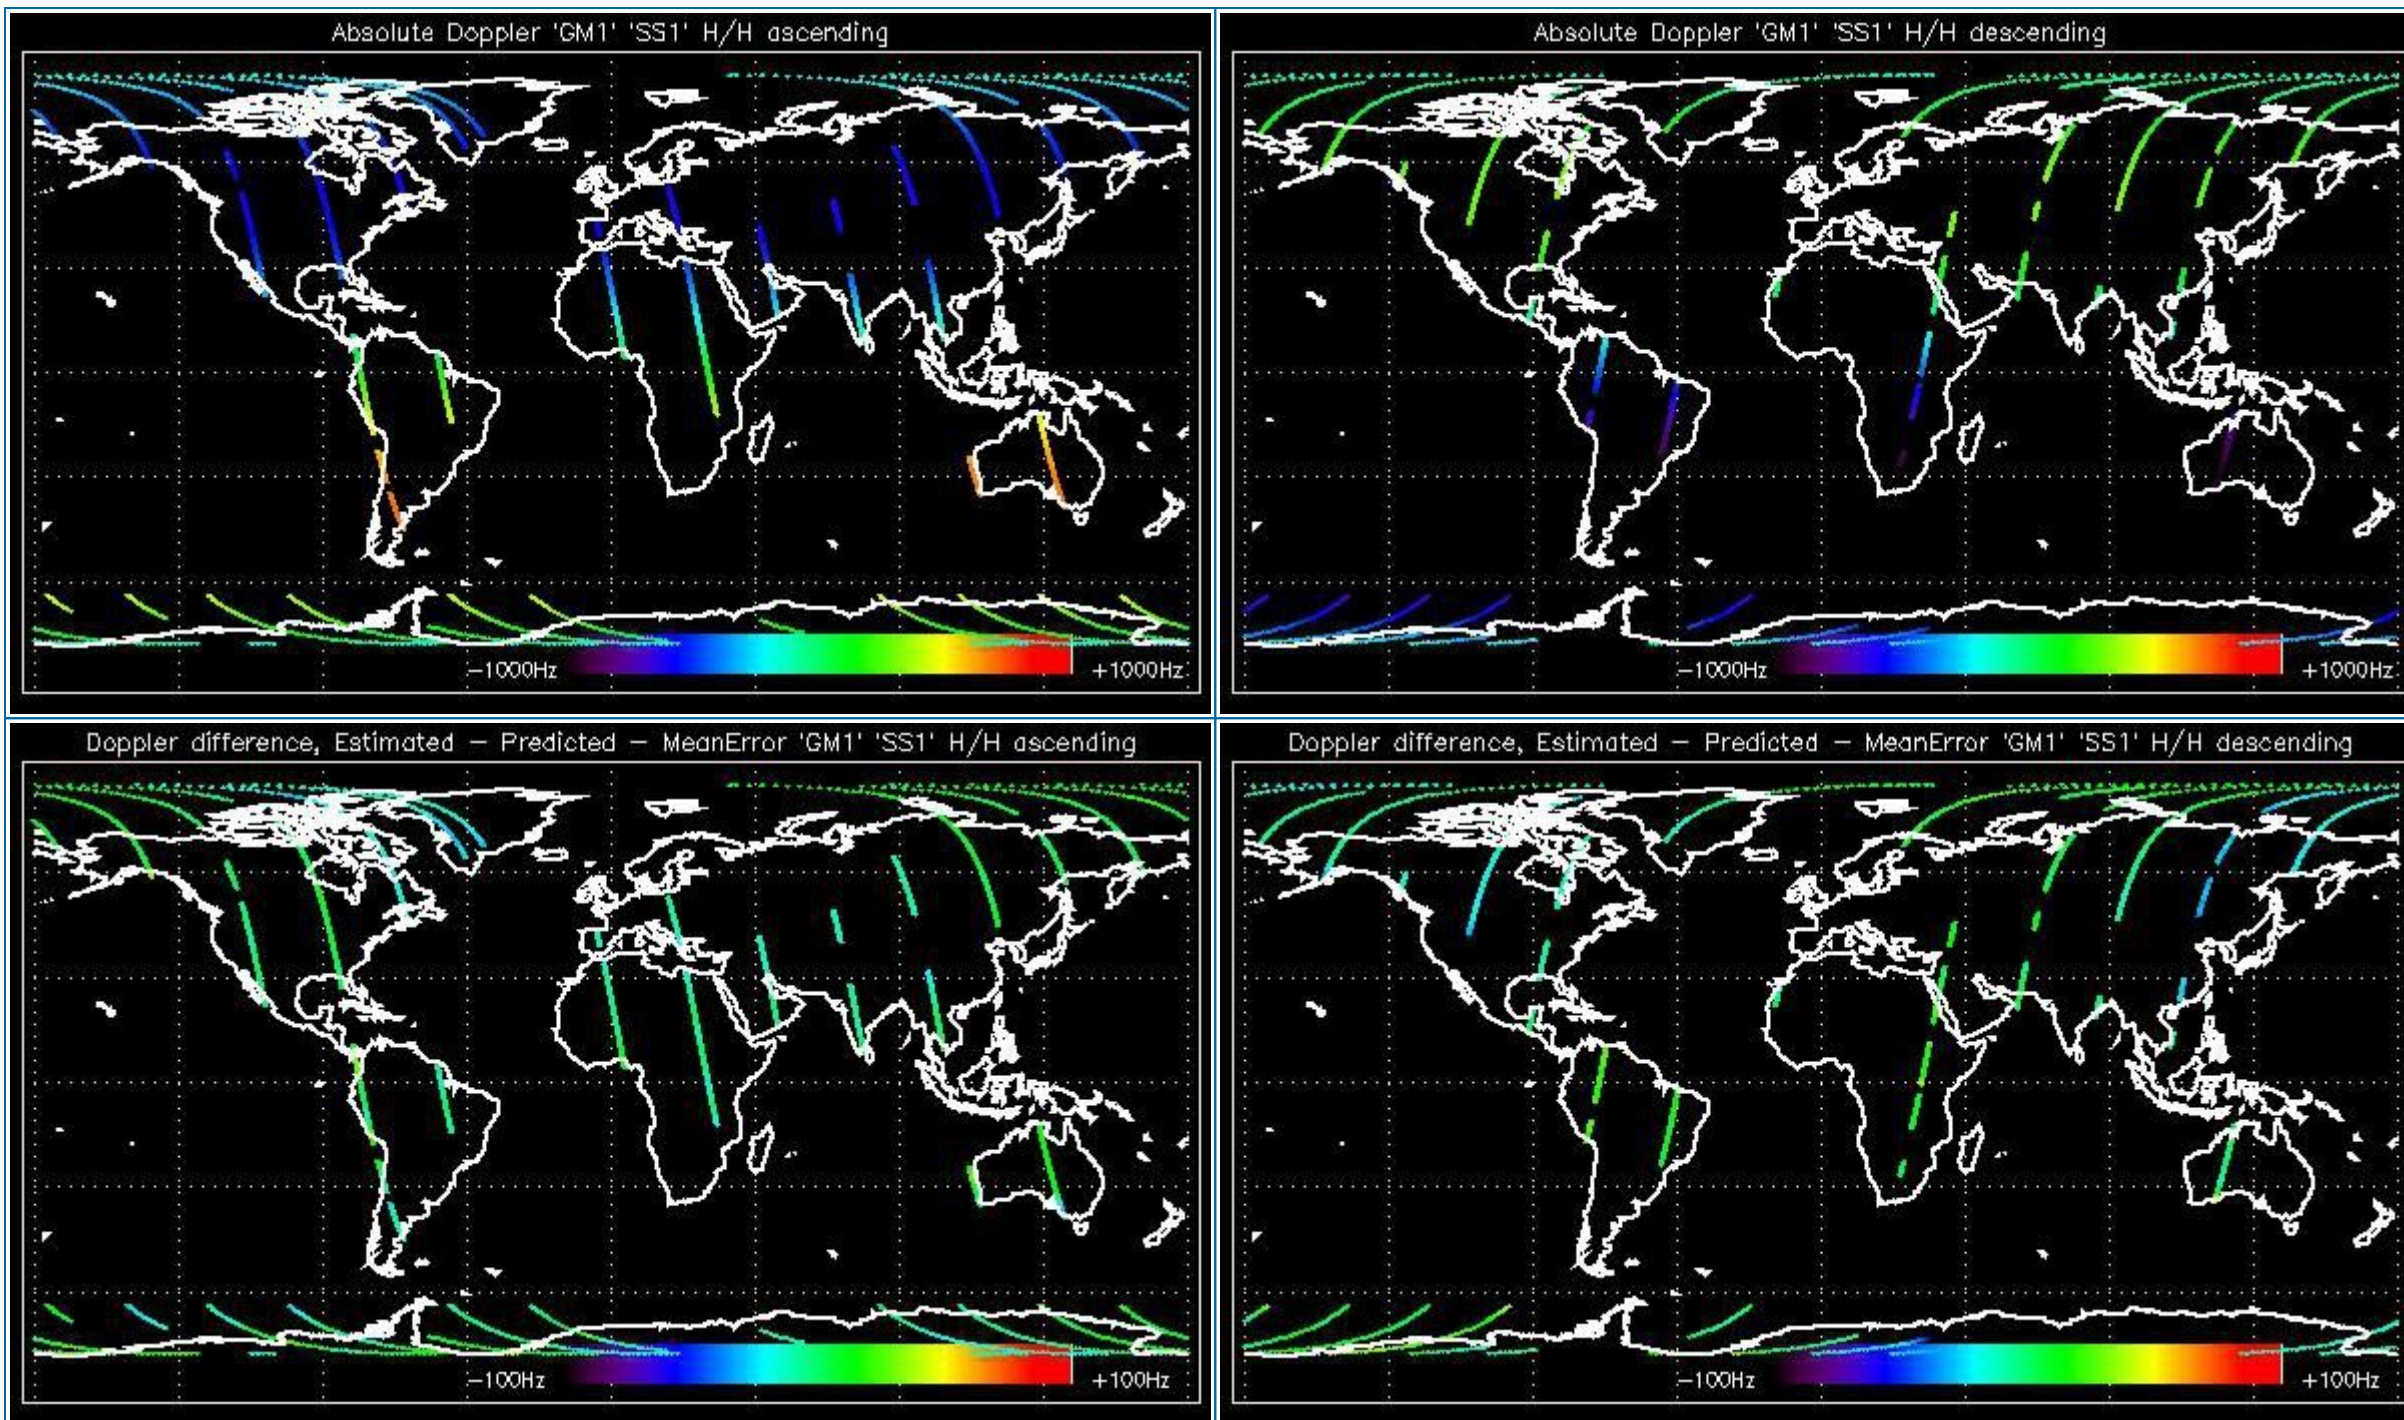 Absolute Doppler 'GM1' 'SS1' H/H ascending
-1000Hz
+1000Hz
Absolute Doppler 'GM1' 'SS1' H/H descending
-1000Hz
+1000Hz
Doppler difference, Estimated - Predicted - MeanError 'GM1' 'SS1' H/H ascending
-100Hz
+100Hz
Doppler difference, Estimated - Predicted - MeanError 'GM1' 'SS1' H/H descending
-100Hz
+100Hz